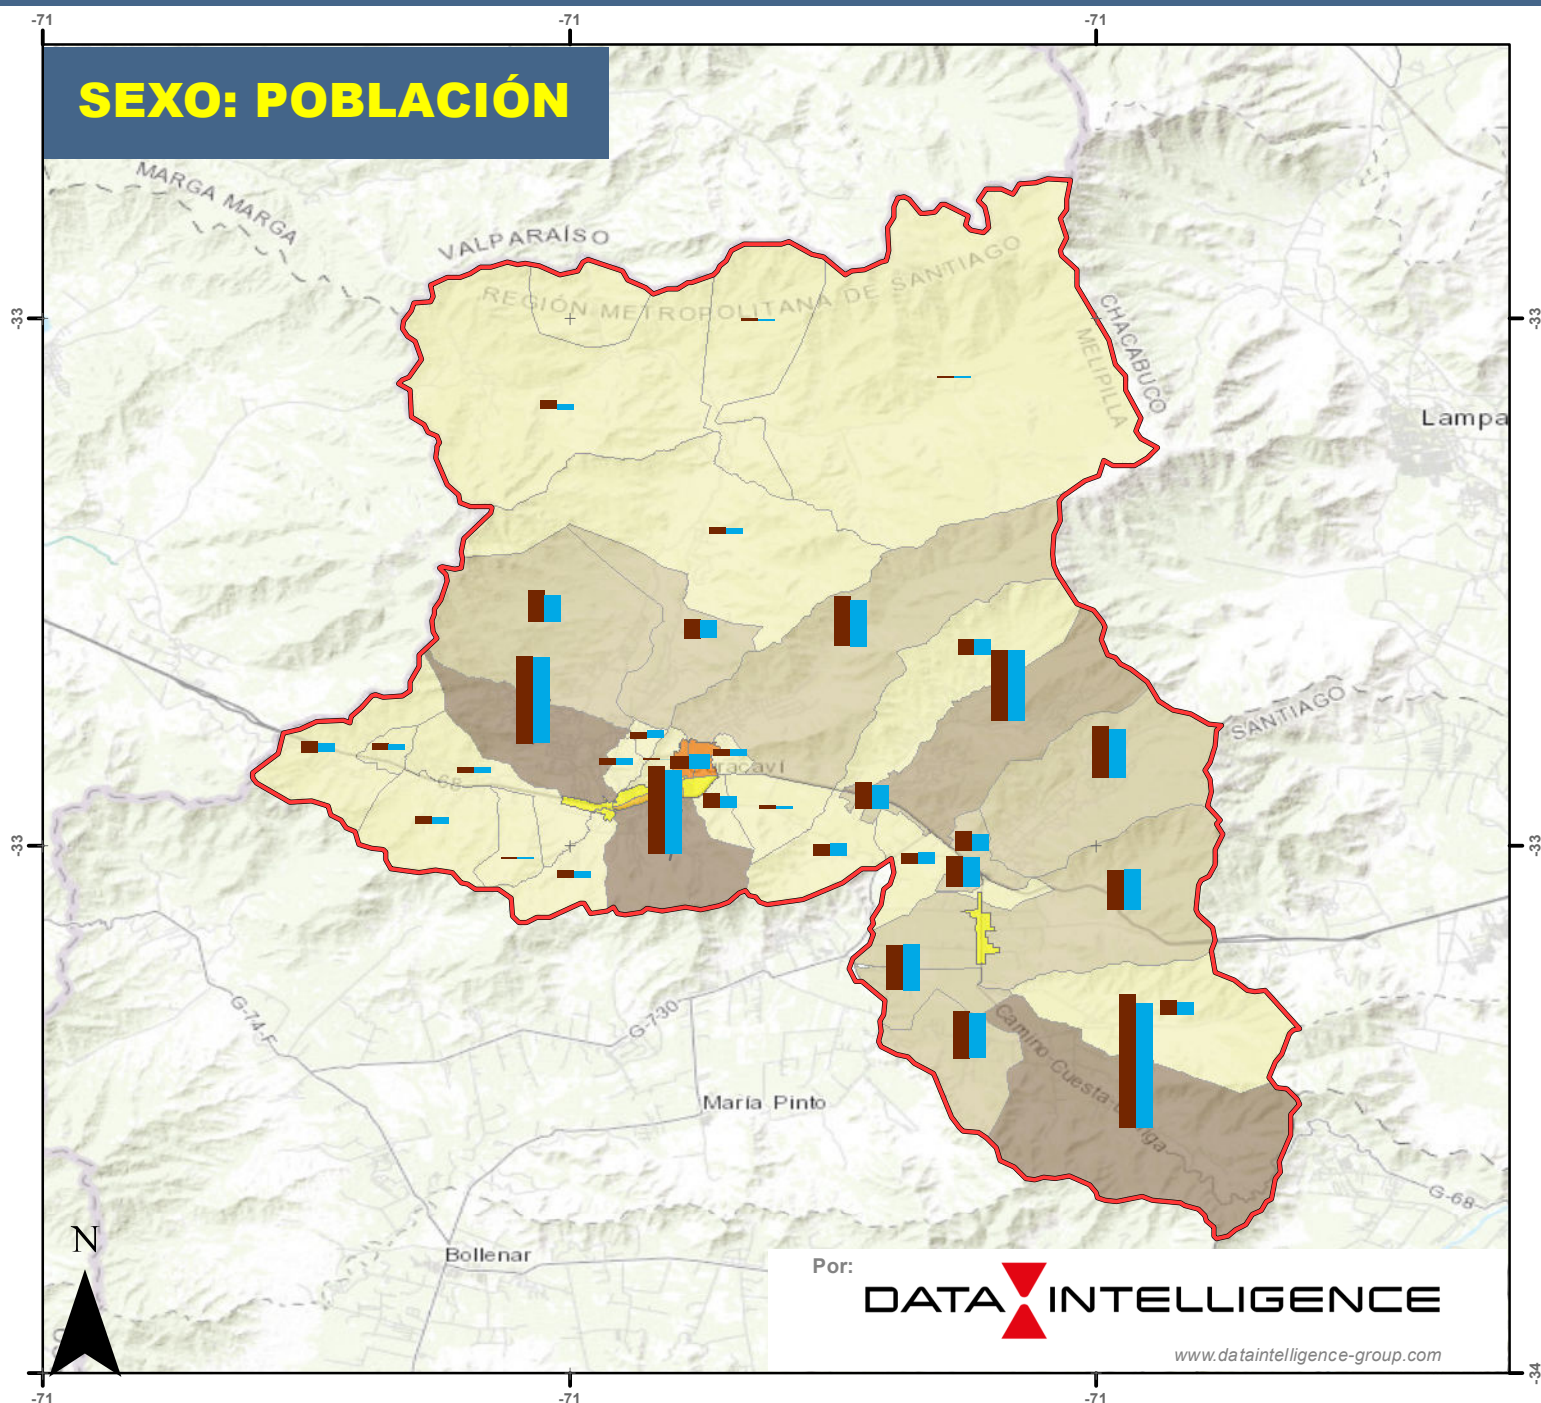 -71
-71
-71
SEXO: POBLACIÓN
MARGA MARGA
VALPARAÍSO
REGIÓN METROPOLITANA DE SANTIAGO
CHACABUCO
MELIPILLA
-33
-33
Lampa
SANTIAGO
racaví
G-68
-33
-33
G-74-F
G-730
Camino-Cuesta-
María Pinto
G-68
N
Bollenar
Por:
DATA INTELLIGENCE
www.dataintelligence-group.com
-34
-71
-71
-71